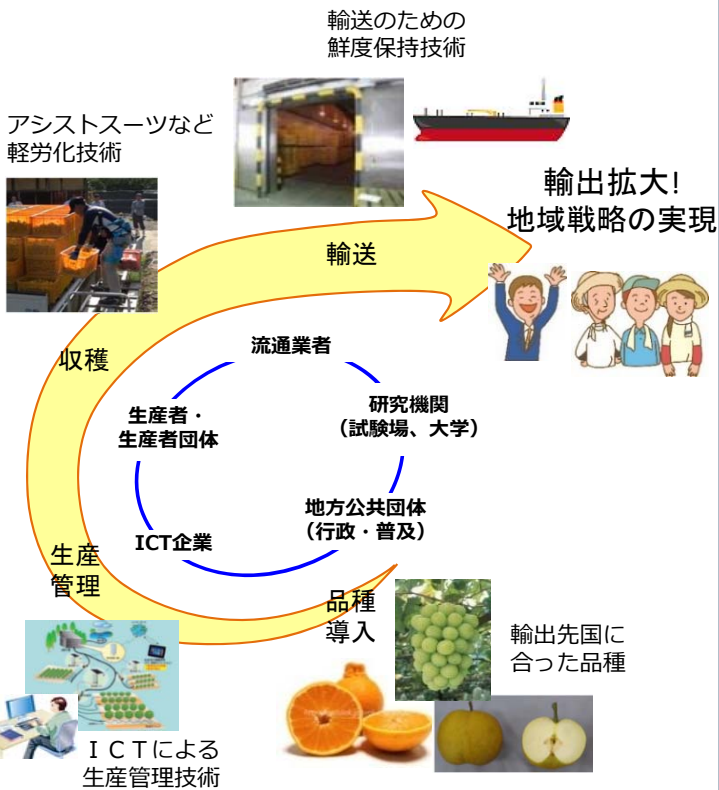 輸送のための
鮮度保持技術
アシストスーツなど
軽労化技術
輸出拡大!
地域戦略の実現
輸送
収穫
流通業者
生産者・
生産者団体
研究機関
（試験場、大学）
地方公共団体
（行政・普及）
ICT企業
生産
管理
品種
導入
輸出先国に
合った品種
ＩＣＴによる
生産管理技術